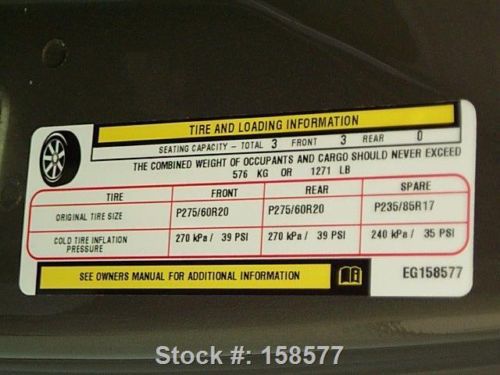 TIRE AND LOADING INFORMATION
SEATING CAPACITY - TOTAL 3 FRONT 3 REAR 0
THE COMBINED WEIGHT OF OCCUPANTS AND CARGO SHOULD NEVER EXCEED
576 KG OR 1271 LB
TIRE FRONT REAR SPARE
ORIGINAL TIRE SIZE P275/60R20 P275/60R20 P235/85R17
COLD TIRE INFLATION PRESSURE 270 kPa / 39 PSI 270 kPa / 39 PSI 240 kPa / 35 PSI
SEE OWNERS MANUAL FOR ADDITIONAL INFORMATION EG158577
Stock #: 158577